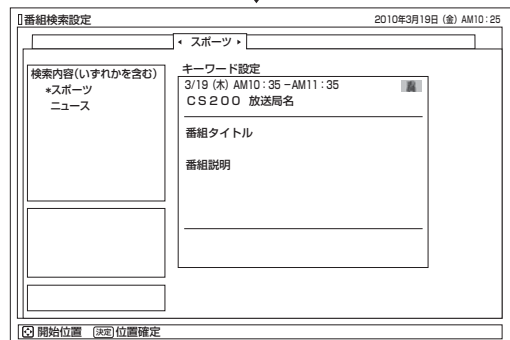 番組検索設定 2010年3月19日 (金) AM10:25
スポーツ
検索内容(いずれかを含む)
*スポーツ
ニュース
キーワード設定
3/19 (木) AM10:35−AM11:35
CS200 放送局名
番組タイトル
番組説明
開始位置 決定 位置確定